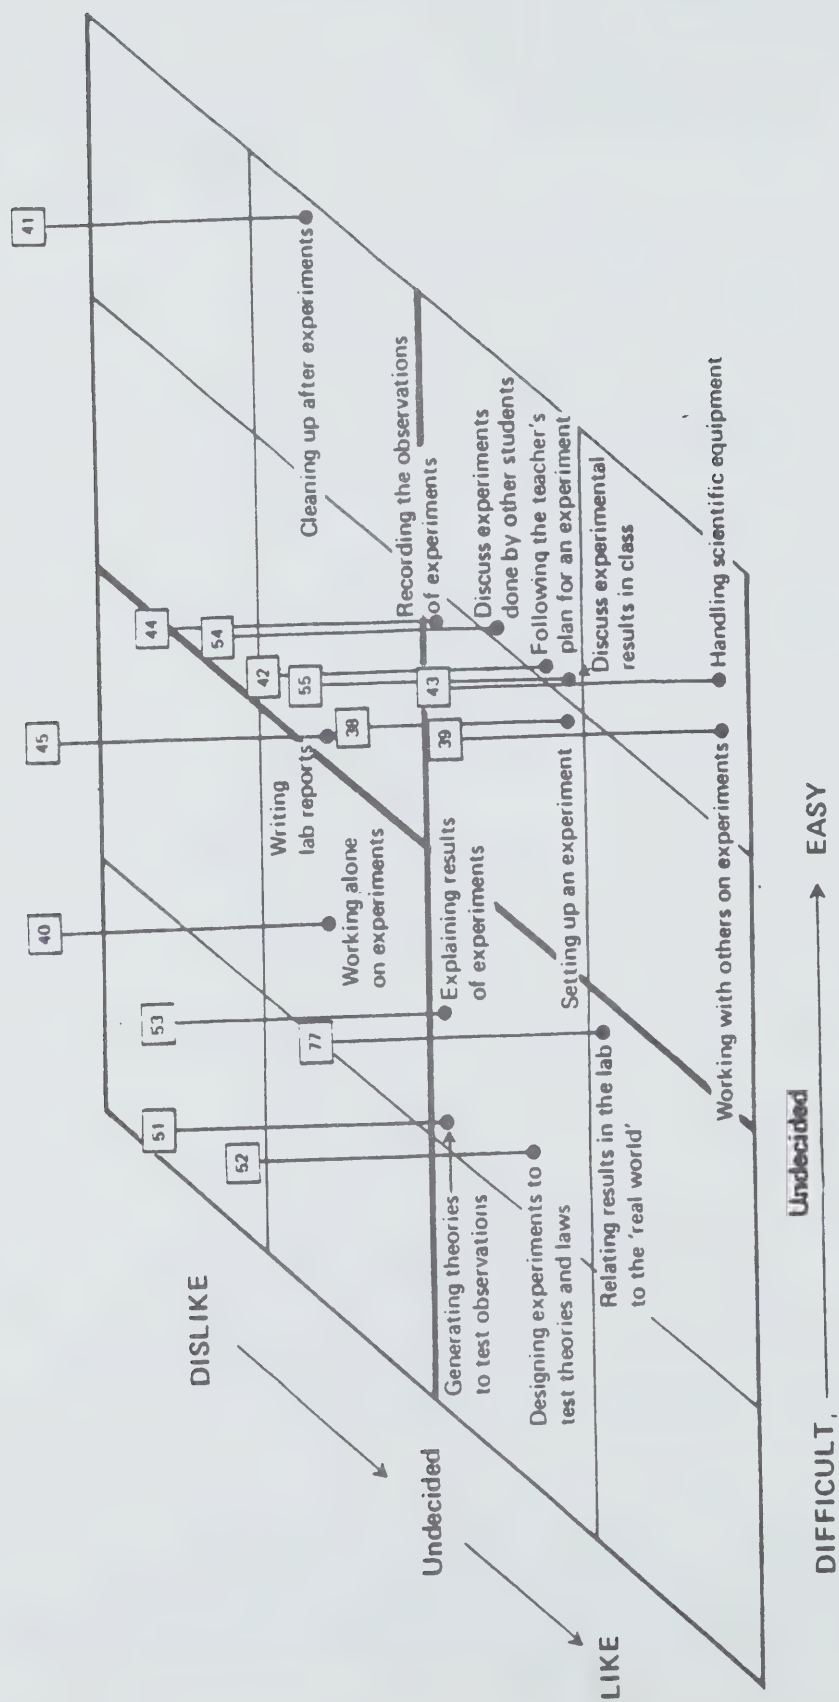 41
45
40
44
54
53
42
55
51
38
43
77
52
39
DISLIKE
Undecided
LIKE
Cleaning up after experiments
Recording the observations
of experiments
Writing
lab reports
Working alone
on experiments
Discuss experiments
done by other students
Explaining results
of experiments
Following the teacher's
plan for an experiment
Generating theories
to test observations
Discuss experimental
results in class
Setting up an experiment
Designing experiments to
test theories and laws
Relating results in the lab
to the 'real world'
Handling scientific equipment
Working with others on experiments
DIFFICULT
Undecided
EASY